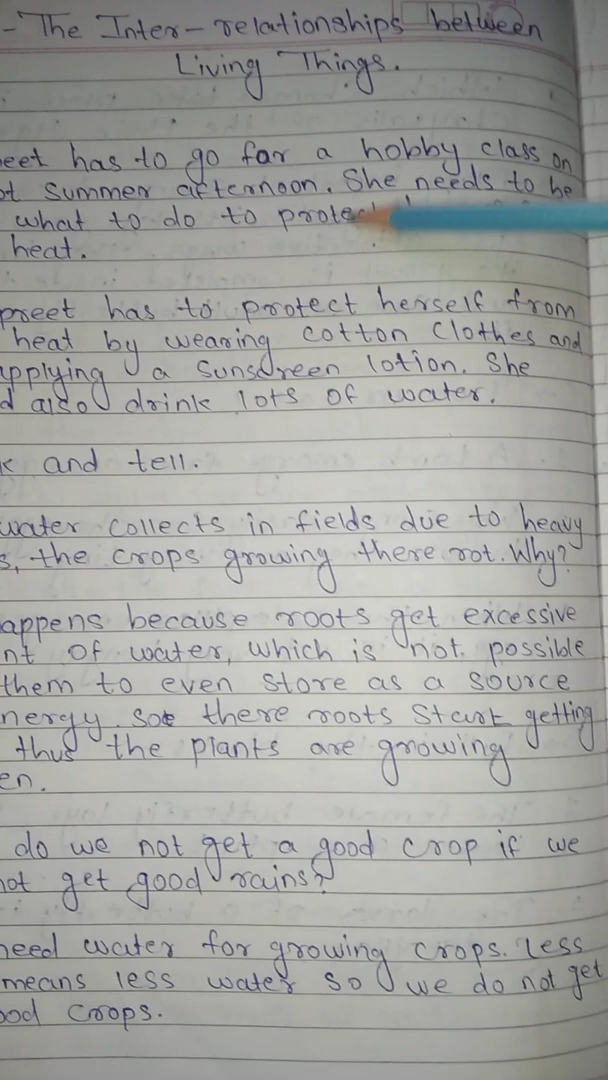 - The Inter-relationships between
Living Things.
eet has to go for a hobby class on
ot summer afternoon. She needs to be
what to do to protec
heat.
preet has to protect herself from
heat by wearing cotton clothes and
applying a sunscreen lotion. She
d also drink lots of water.
k and tell.
water collects in fields due to heavy
s, the crops growing there rot. Why?
appens because roots get excessive
nt of water, which is not possible
them to even store as a source
nergy. So there roots start getting
thus the plants are growing
en.
do we not get a good crop if we
not get good rains?
need water for growing crops. Less
means less water so we do not get
ood crops.